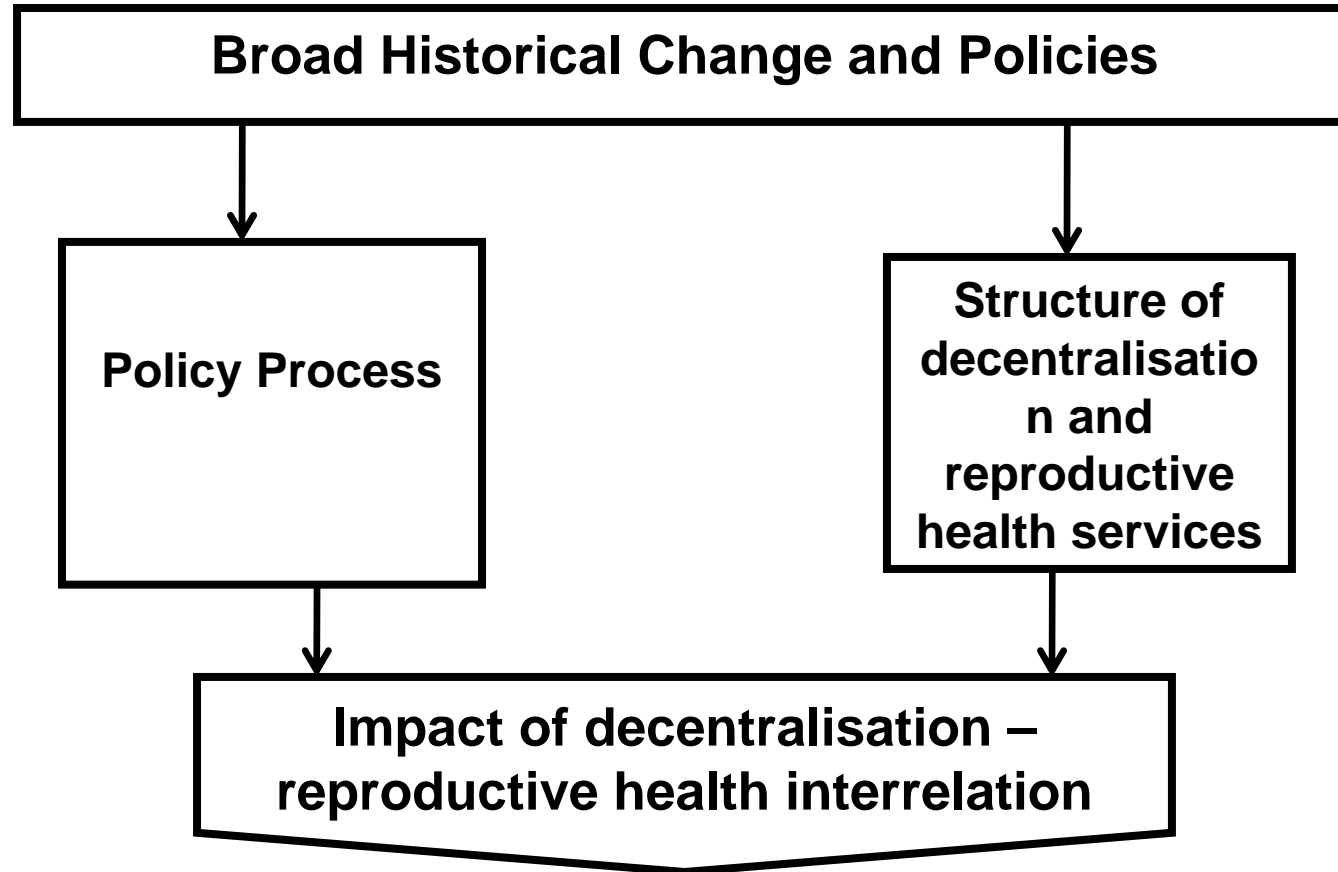 Broad Historical Change and Policies
Policy Process
Structure of
decentralisatio
n and
reproductive
health services
Impact of decentralisation –
reproductive health interrelation